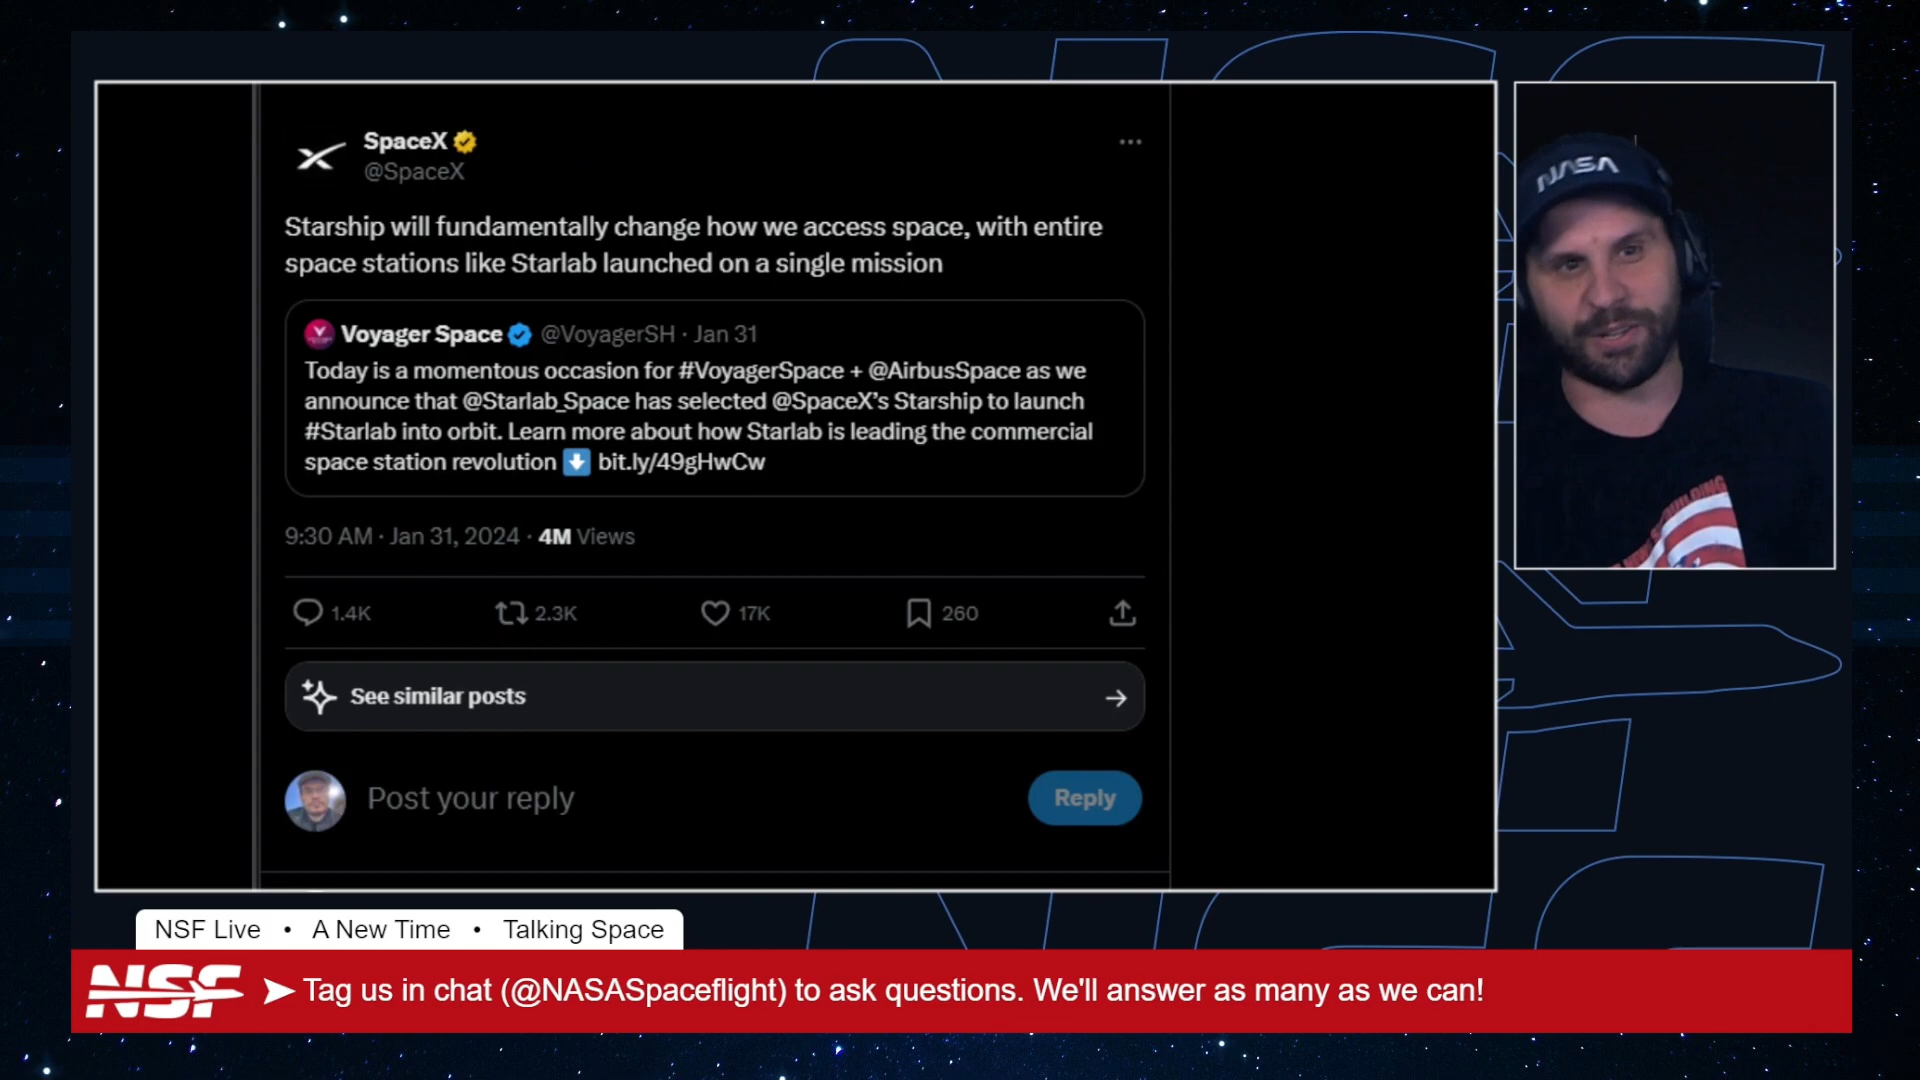 SpaceX
@SpaceX
Starship will fundamentally change how we access space, with entire
space stations like Starlab launched on a single mission
Voyager Space @VoyagerSH · Jan 31
Today is a momentous occasion for #VoyagerSpace + @AirbusSpace as we
announce that @Starlab_Space has selected @SpaceX's Starship to launch
#Starlab into orbit. Learn more about how Starlab is leading the commercial
space station revolution ⬇️ bit.ly/49gHwCw
9:30 AM · Jan 31, 2024 · 4M Views
1.4K 2.3K 17K 260
See similar posts
Post your reply Reply
NASA
NSF Live • A New Time • Talking Space
NSF ➤ Tag us in chat (@NASASpaceflight) to ask questions. We'll answer as many as we can!